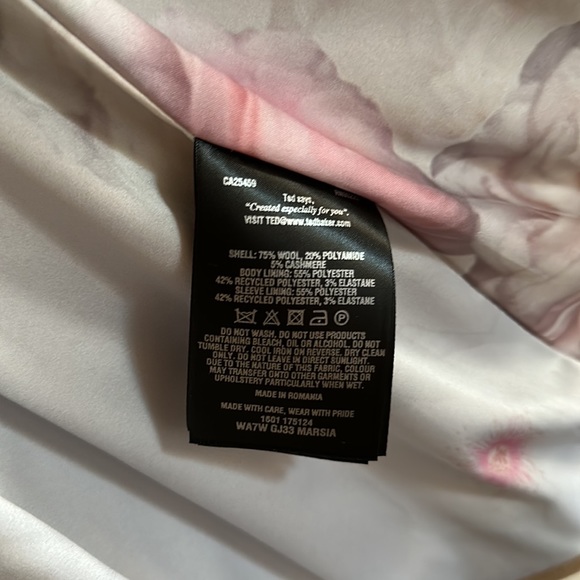 CA25459
Ted says,
"Created especially for you".
VISIT TED@www.tedbaker.com
SHELL: 75% WOOL, 20% POLYAMIDE
5% CASHMERE
BODY LINING: 55% POLYESTER
42% RECYCLED POLYESTER, 3% ELASTANE
SLEEVE LINING: 55% POLYESTER
42% RECYCLED POLYESTER, 3% ELASTANE
DO NOT WASH. DO NOT USE PRODUCTS
CONTAINING BLEACH, OIL OR ALCOHOL. DO NOT
TUMBLE DRY. COOL IRON ON REVERSE. DRY CLEAN
ONLY. DO NOT LEAVE IN DIRECT SUNLIGHT.
DUE TO THE NATURE OF THIS FABRIC, COLOUR
MAY TRANSFER ONTO OTHER GARMENTS OR
UPHOLSTERY PARTICULARLY WHEN WET.
MADE IN ROMANIA
MADE WITH CARE, WEAR WITH PRIDE
1501 175124
WA7W GJ33 MARSIA